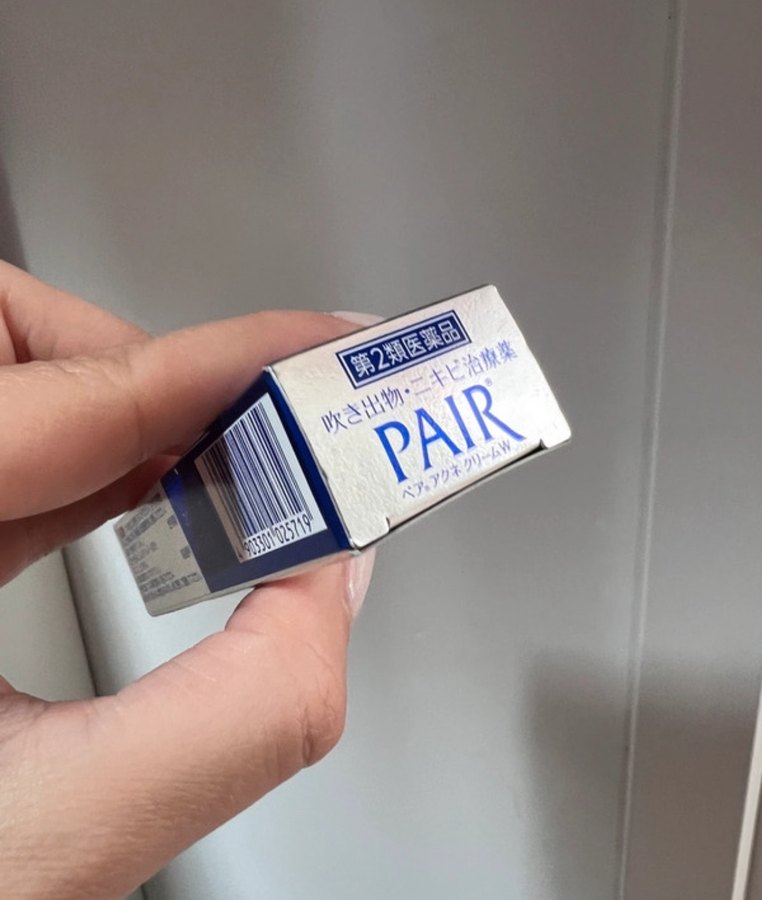 第2類医薬品
吹き出物・ニキビ治療薬
PAIR®
ペア®アクネクリームW
4903301025719